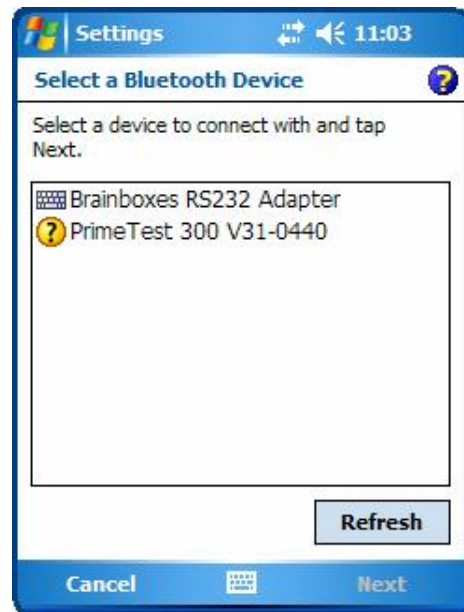 Settings 11:03
Select a Bluetooth Device ?
Select a device to connect with and tap
Next.
Brainboxes RS232 Adapter
? PrimeTest 300 V31-0440
Refresh
Cancel Next